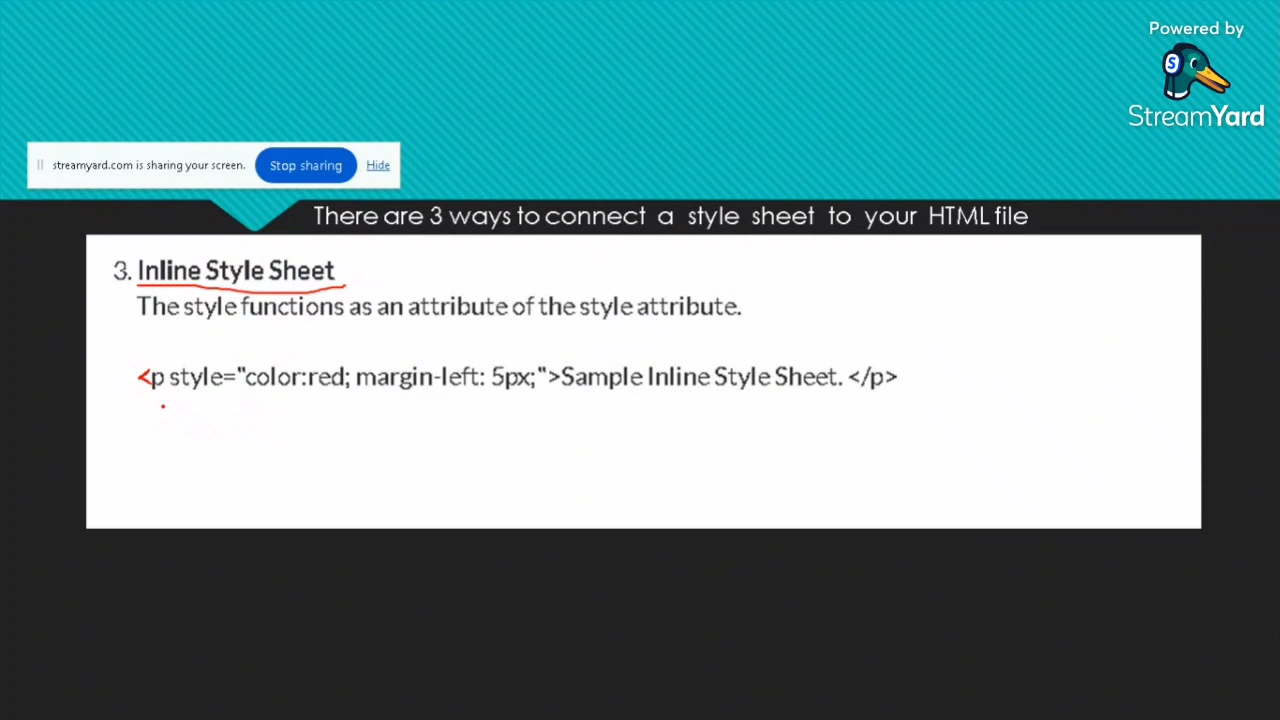 Powered by
StreamYard
streamyard.com is sharing your screen. Stop sharing Hide
There are 3 ways to connect a style sheet to your HTML file
3. Inline Style Sheet
The style functions as an attribute of the style attribute.
<p style="color:red; margin-left: 5px;">Sample Inline Style Sheet. </p>